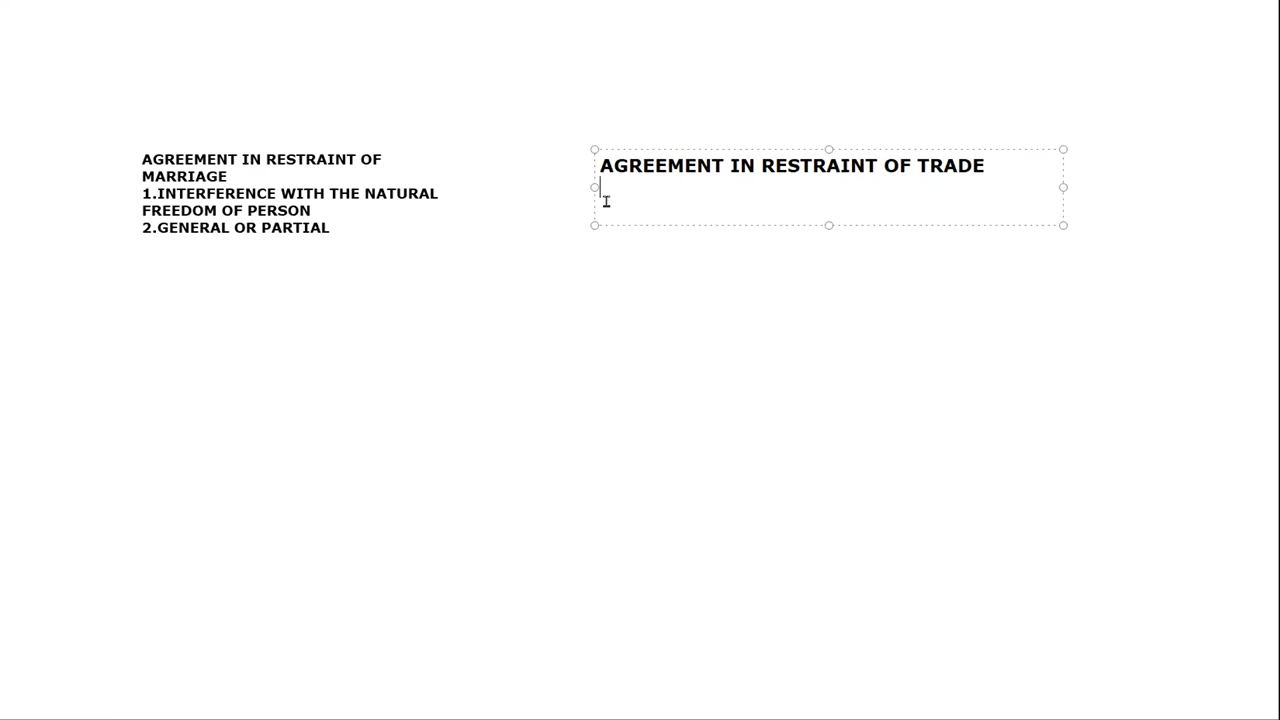 AGREEMENT IN RESTRAINT OF
MARRIAGE
1.INTERFERENCE WITH THE NATURAL
FREEDOM OF PERSON
2.GENERAL OR PARTIAL
AGREEMENT IN RESTRAINT OF TRADE